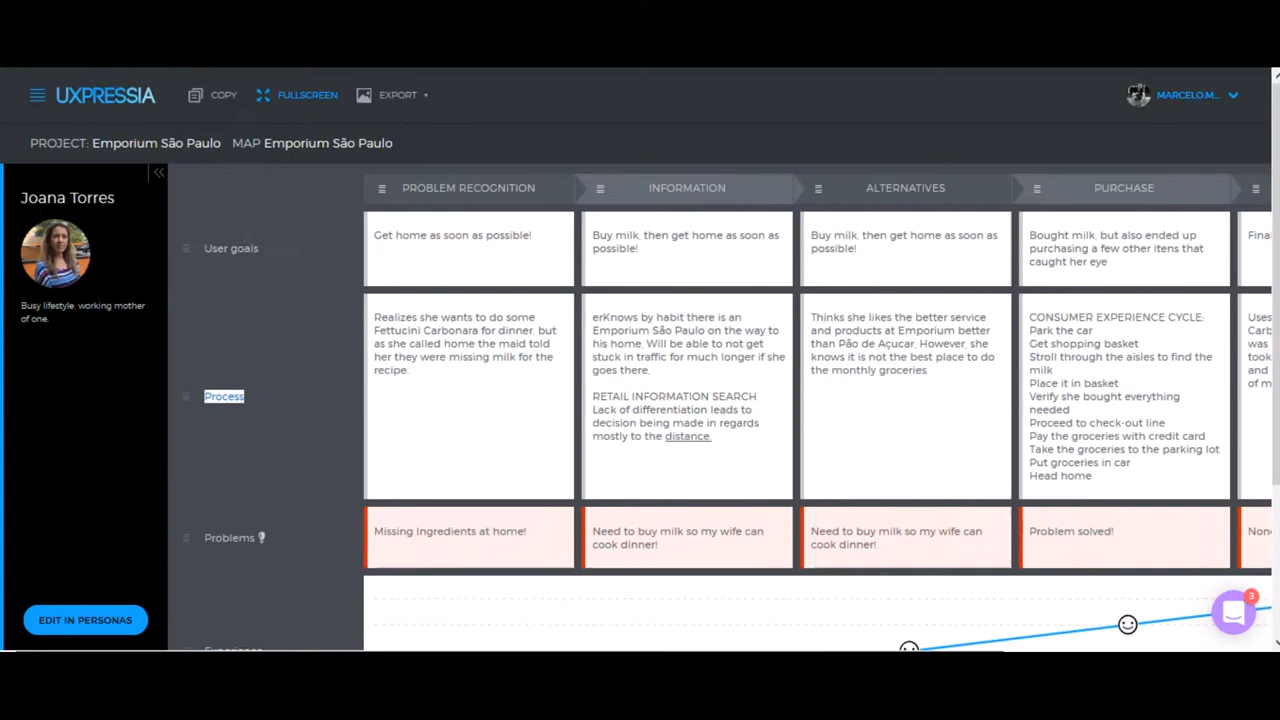 UXPRESSIA
COPY
FULLSCREEN
EXPORT
MARCELO.M...
PROJECT: Emporium São Paulo MAP Emporium São Paulo
Joana Torres
Busy lifestyle, working mother
of one.
EDIT IN PERSONAS
PROBLEM RECOGNITION
INFORMATION
ALTERNATIVES
PURCHASE
User goals
Get home as soon as possible!
Buy milk, then get home as soon as
possible!
Buy milk, then get home as soon as
possible!
Bought milk, but also ended up
purchasing a few other itens that
caught her eye
Fina
Process
Realizes she wants to do some
Fettucini Carbonara for dinner, but
as she called home the maid told
her they were missing milk for the
recipe.
erKnows by habit there is an
Emporium São Paulo on the way to
his home, Will be able to not get
stuck in traffic for much longer if she
goes there,
RETAIL INFORMATION SEARCH
Lack of differentiation leads to
decision being made in regards
mostly to the distance.
Thinks she likes the better service
and products at Emporium better
than Pão de Açucar. However, she
knows it is not the best place to do
the monthly groceries.
CONSUMER EXPERIENCE CYCLE:
Park the car
Get shopping basket
Stroll through the aisles to find the
milk
Place it in basket
Verify she bought everything
needed
Proceed to check-out line
Pay the groceries with credit card
Take the groceries to the parking lot
Put groceries in car
Head home
Uses
Carb
was
took
and
of m
Problems
Missing Ingredients at home!
Need to buy milk so my wife can
cook dinner!
Need to buy milk so my wife can
cook dinner!
Problem solved!
Non
3
Experience